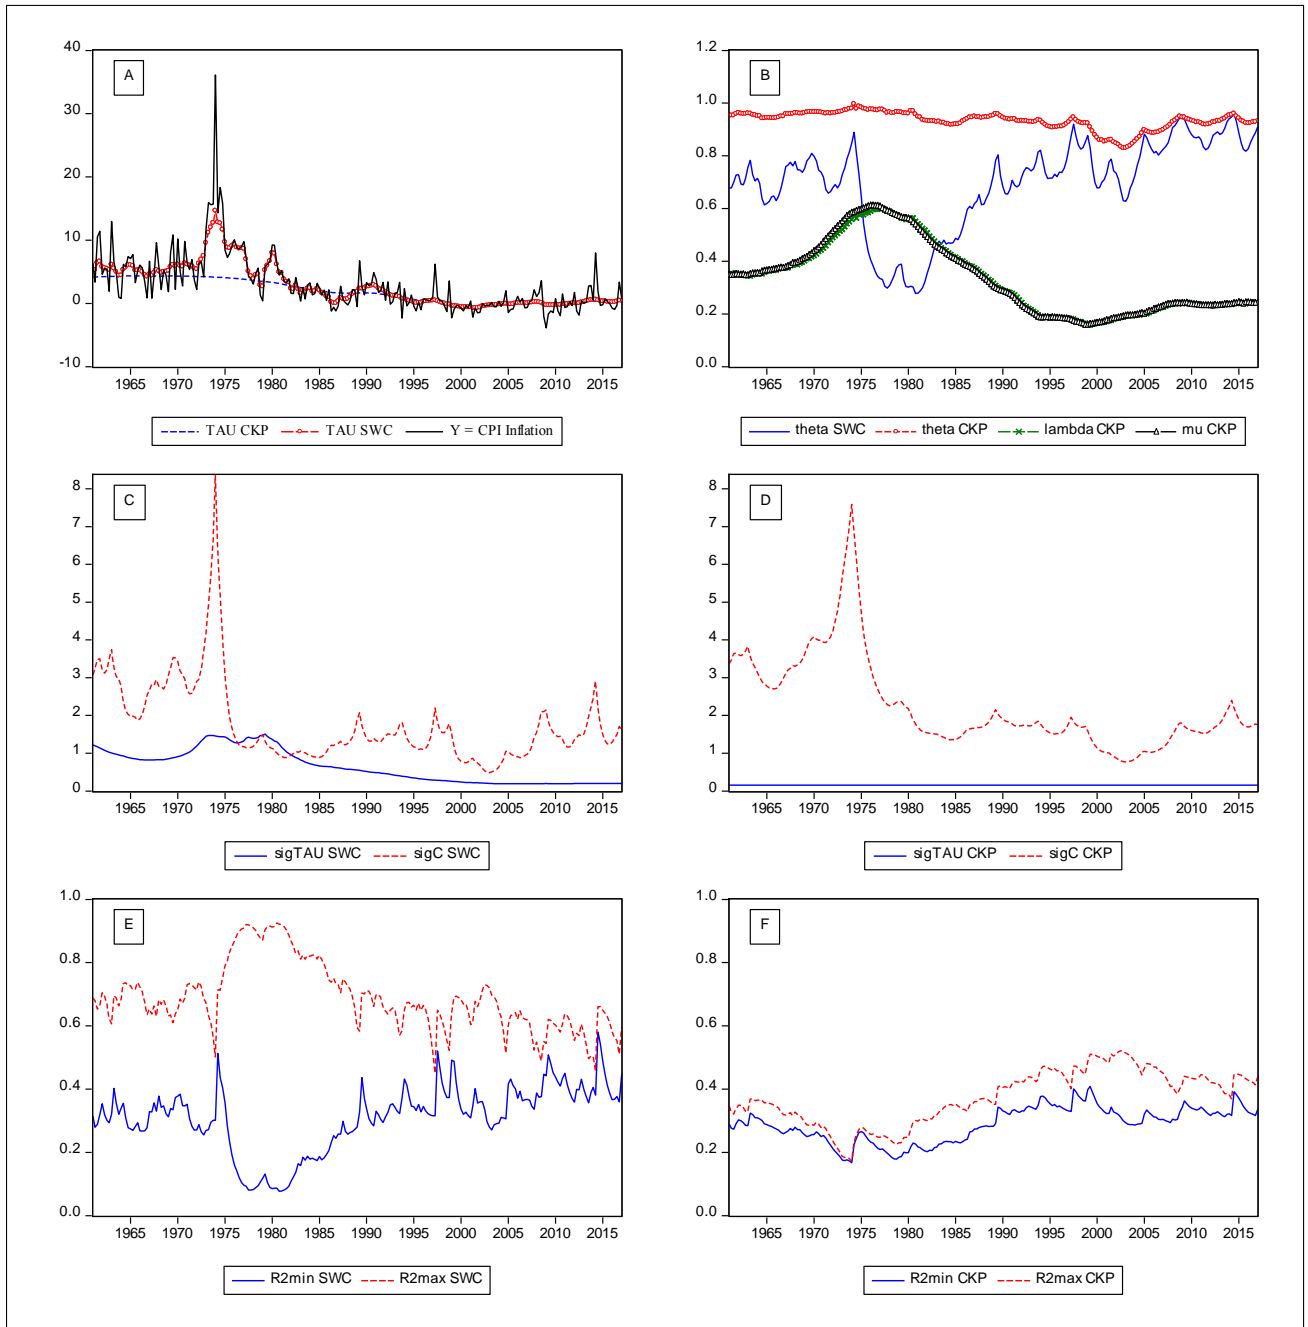 A
40
30
20
10
0
-10
1965 1970 1975 1980 1985 1990 1995 2000 2005 2010 2015
TAU CKP TAU SWC Y = CPI Inflation
B
1.2
1.0
0.8
0.6
0.4
0.2
0.0
1965 1970 1975 1980 1985 1990 1995 2000 2005 2010 2015
theta SWC theta CKP lambda CKP mu CKP
C
8
7
6
5
4
3
2
1
0
1965 1970 1975 1980 1985 1990 1995 2000 2005 2010 2015
sigTAU SWC sigC SWC
D
8
7
6
5
4
3
2
1
0
1965 1970 1975 1980 1985 1990 1995 2000 2005 2010 2015
sigTAU CKP sigC CKP
E
1.0
0.8
0.6
0.4
0.2
0.0
1965 1970 1975 1980 1985 1990 1995 2000 2005 2010 2015
R2min SWC R2max SWC
F
1.0
0.8
0.6
0.4
0.2
0.0
1965 1970 1975 1980 1985 1990 1995 2000 2005 2010 2015
R2min CKP R2max CKP